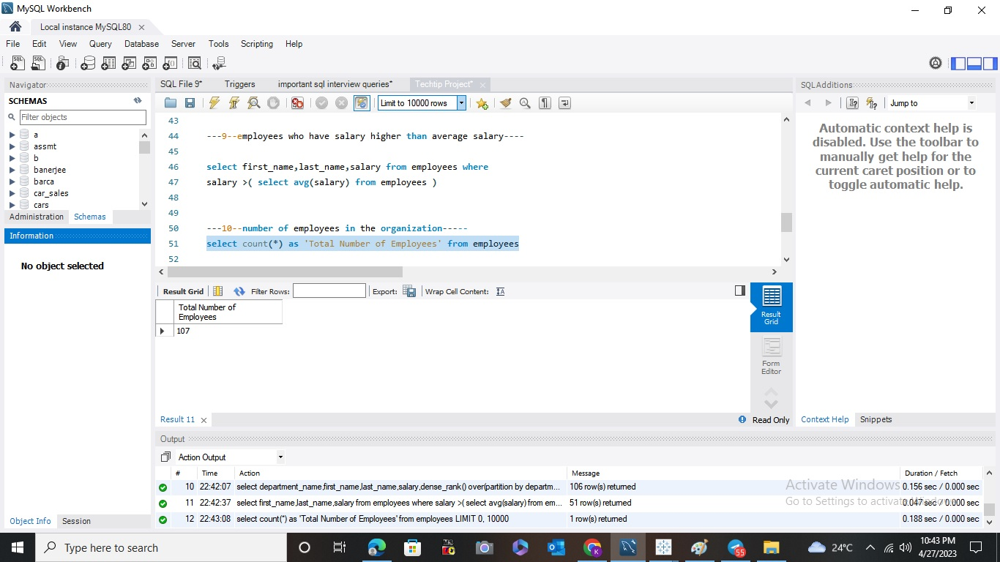 MySQL Workbench
Local instance MySQL80
File Edit View Query Database Server Tools Scripting Help
Navigator
SCHEMAS
Filter objects
a
assmt
b
banerjee
barca
car_sales
cars
Administration Schemas
Information
No object selected
Object Info Session
SQL File 9* Triggers important sql interview queries* Techtip Project*
Limit to 10000 rows
43
44 ---9--employees who have salary higher than average salary----
45
46 select first_name,last_name,salary from employees where
47 salary >( select avg(salary) from employees )
48
49
50 ---10--number of employees in the organization-----
51 select count(*) as 'Total Number of Employees' from employees
52
Result Grid Filter Rows: Export: Wrap Cell Content: IA
Total Number of
Employees
107
Result
Grid
Form
Editor
Result 11
Read Only
SQLAdditions
Jump to
Automatic context help is
disabled. Use the toolbar to
manually get help for the
current caret position or to
toggle automatic help.
Context Help Snippets
Output
Action Output
# Time Action Message Duration / Fetch
10 22:42:07 select department_name,first_name,last_name,salary,dense_rank() over(partition by departm... 106 row(s) returned 0.156 sec / 0.000 sec
11 22:42:37 select first_name,last_name,salary from employees where salary >( select avg(salary) from em... 51 row(s) returned 0.047 sec / 0.000 sec
12 22:43:08 select count(*) as 'Total Number of Employees' from employees LIMIT 0, 10000 1 row(s) returned 0.188 sec / 0.000 sec
Activate Windows
Go to Settings to activate Windows.
Type here to search
K
55
24°C
10:43 PM
4/27/2023